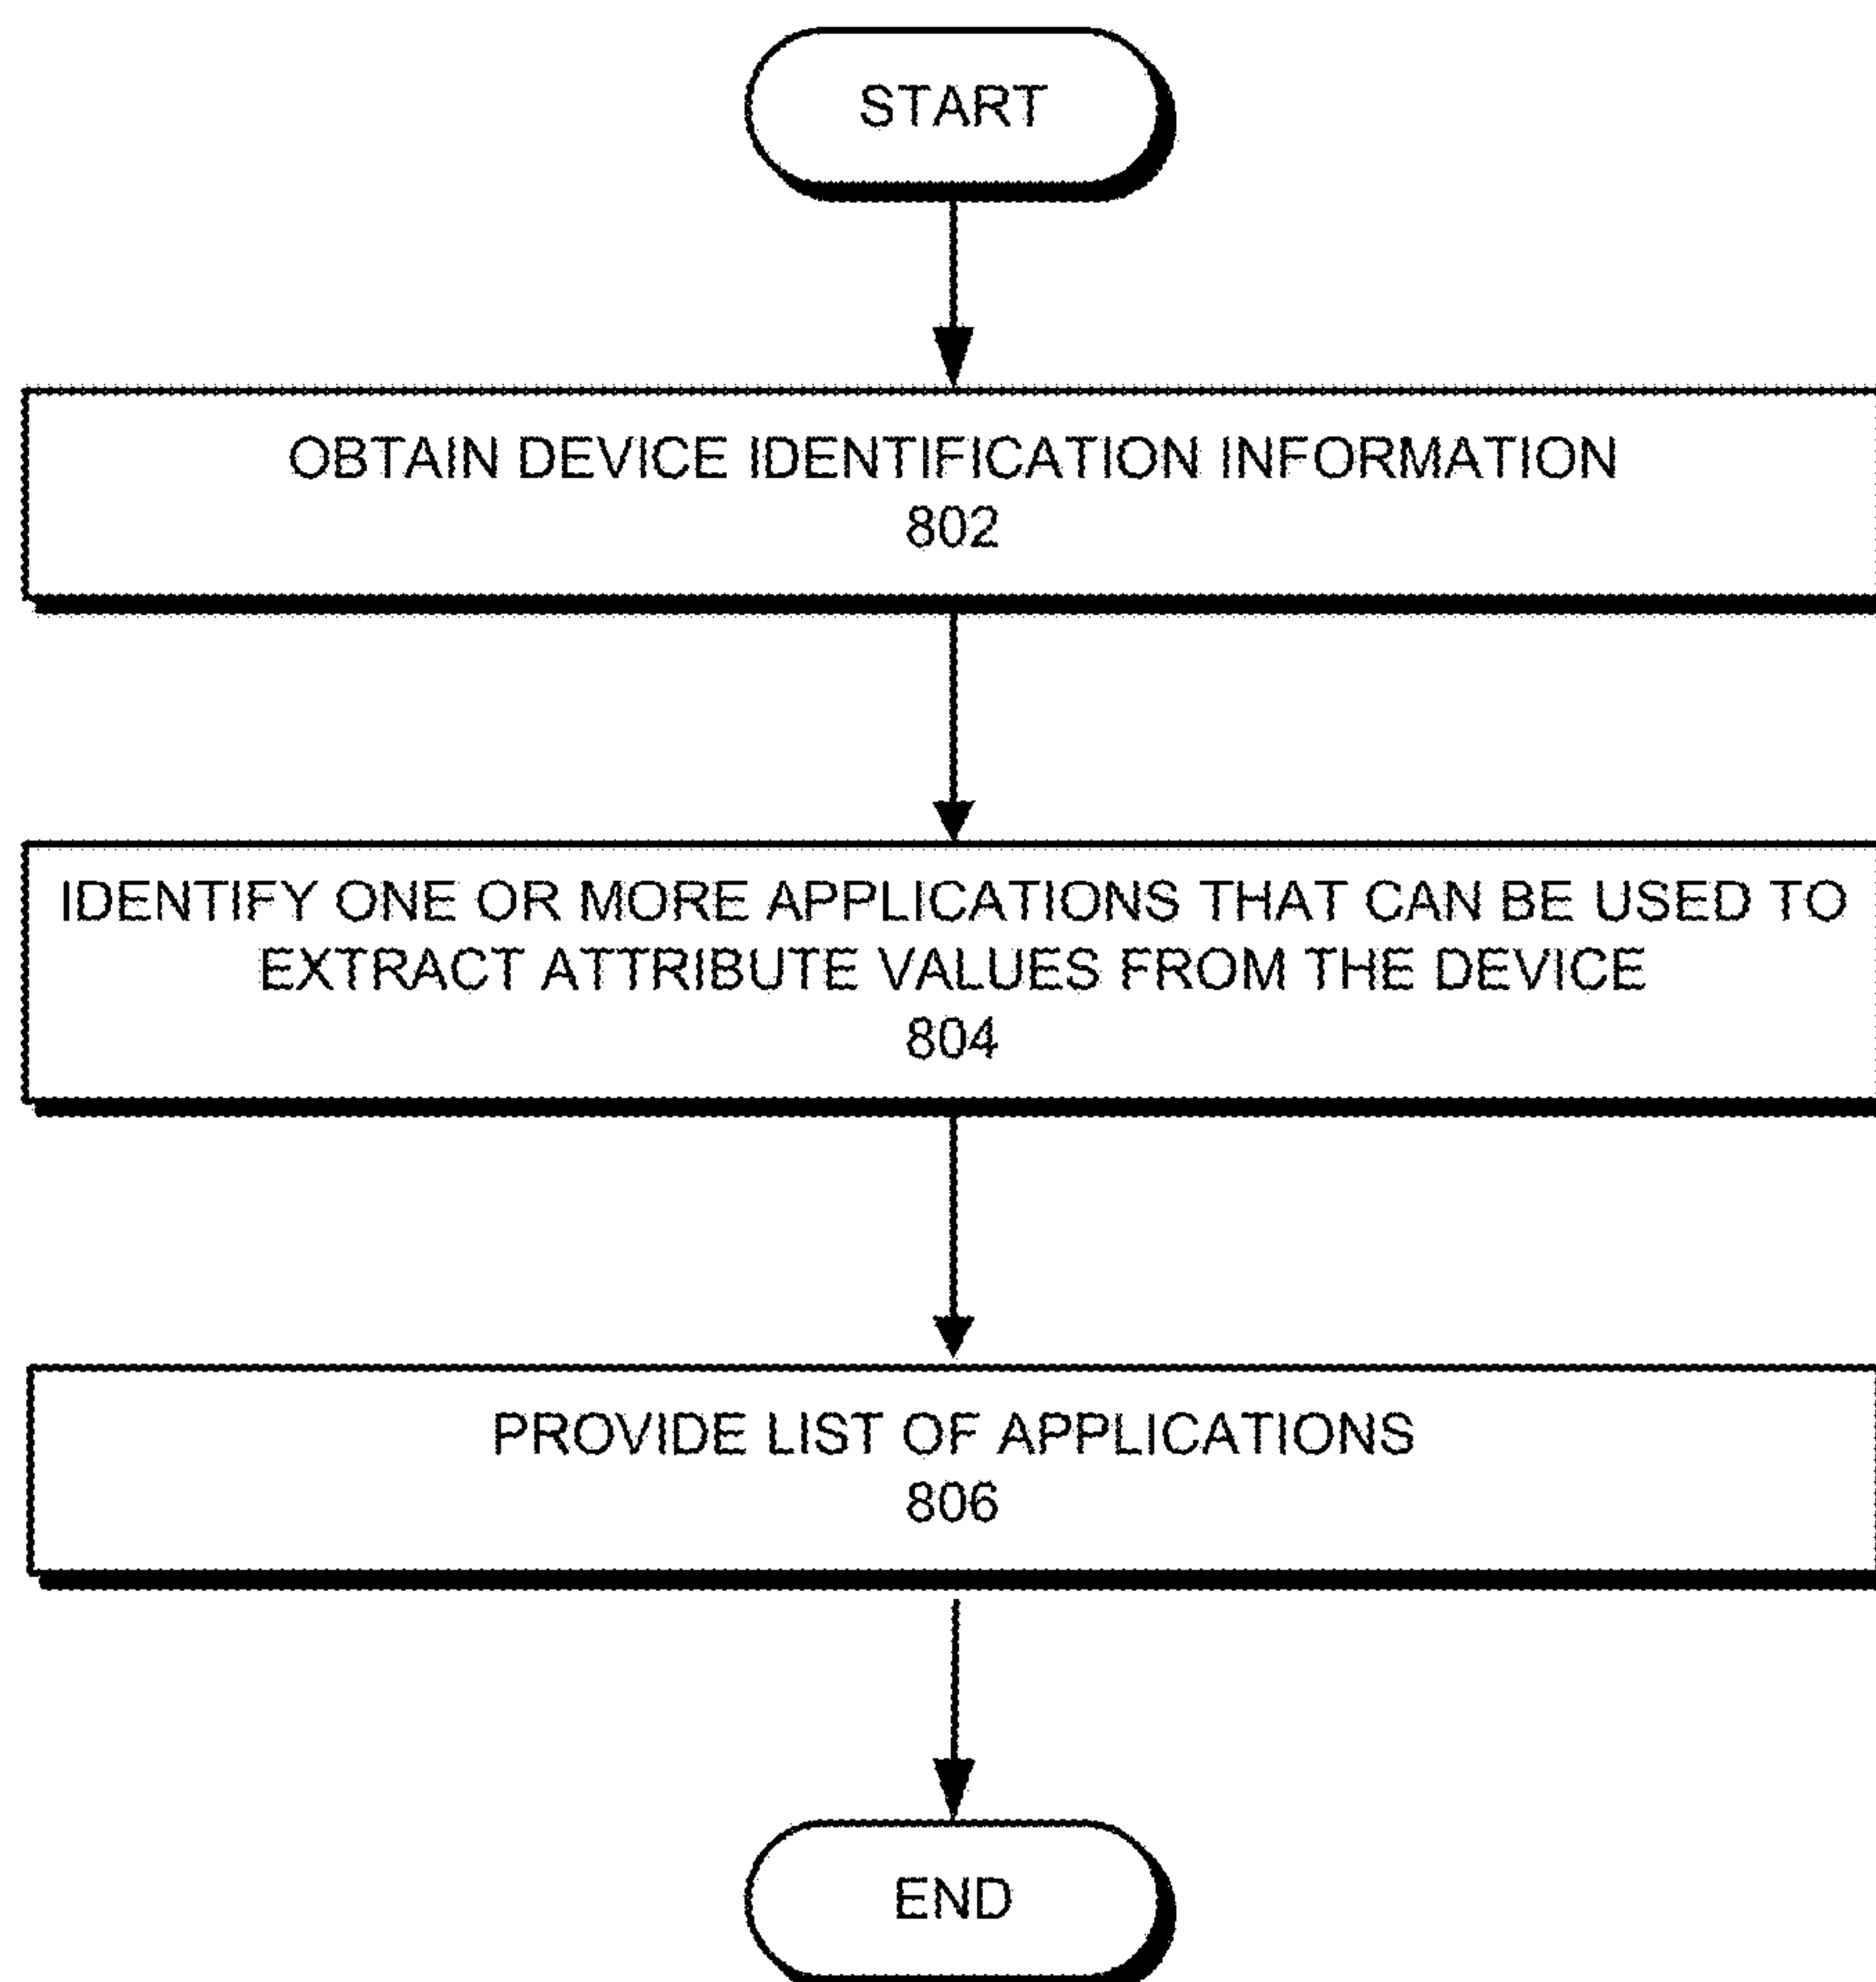 START
OBTAIN DEVICE IDENTIFICATION INFORMATION
802
IDENTIFY ONE OR MORE APPLICATIONS THAT CAN BE USED TO
EXTRACT ATTRIBUTE VALUES FROM THE DEVICE
804
PROVIDE LIST OF APPLICATIONS
806
END